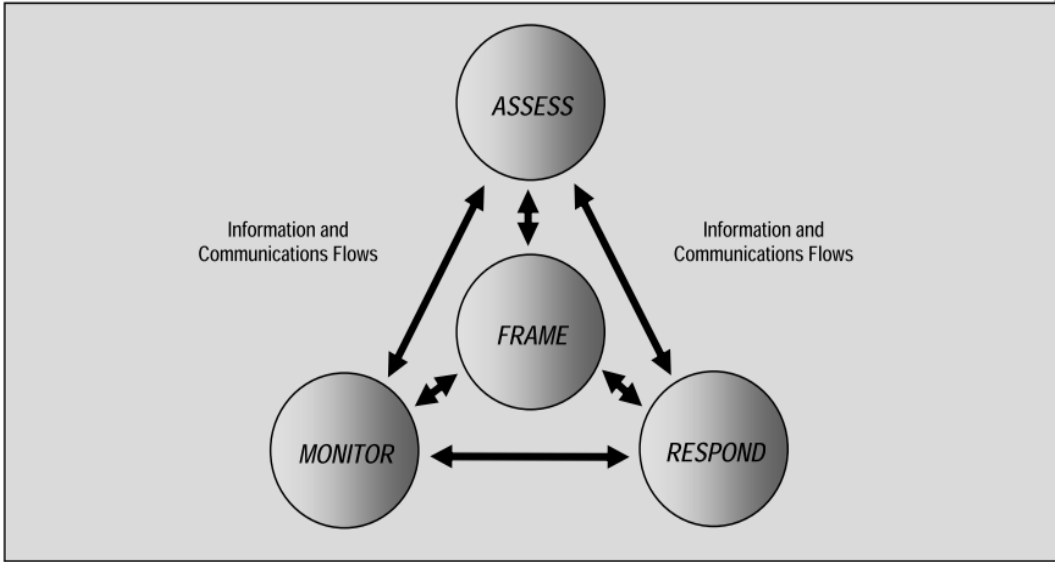 ASSESS
Information and
Communications Flows
Information and
Communications Flows
FRAME
MONITOR
RESPOND